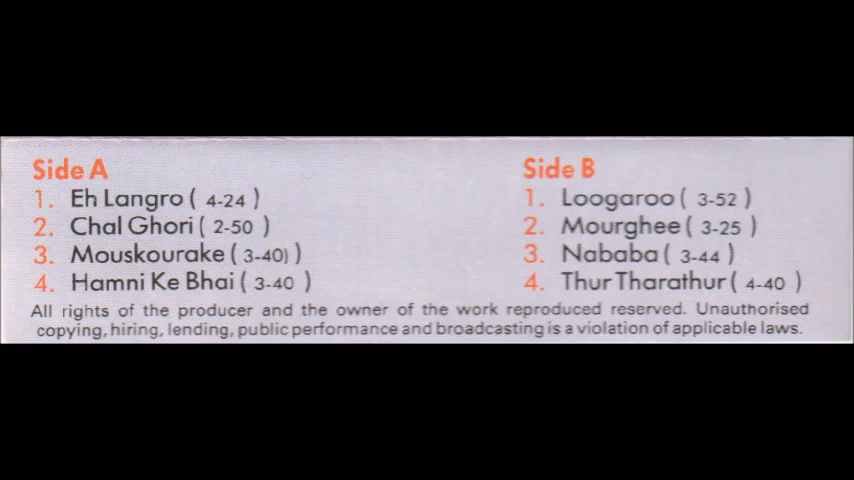 Side A
1. Eh Langro ( 4-24 )
2. Chal Ghori ( 2-50 )
3. Mouskourake ( 3-40) )
4. Hamni Ke Bhai ( 3-40 )
Side B
1. Loogaroo ( 3-52 )
2. Mourghee ( 3-25 )
3. Nababa ( 3-44 )
4. Thur Tharathur ( 4-40 )
All rights of the producer and the owner of the work reproduced reserved. Unauthorised
copying, hiring, lending, public performance and broadcasting is a violation of applicable laws.